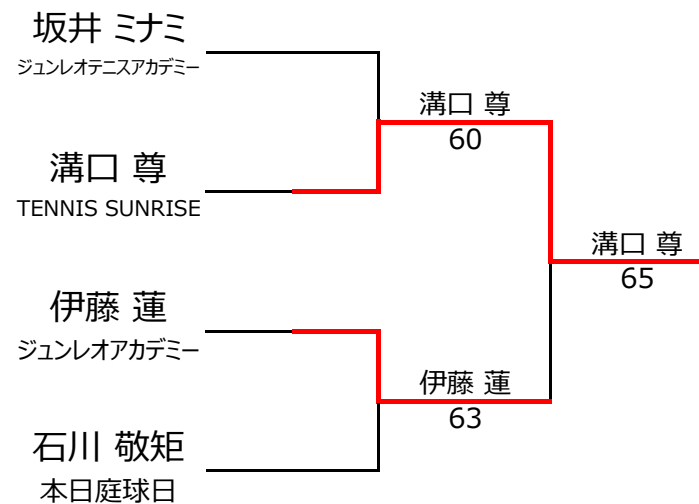 坂井 ミナミ
ジュンレオテニスアカデミー
溝口 尊
60
溝口 尊
TENNIS SUNRISE
溝口 尊
65
伊藤 蓮
ジュンレオアカデミー
伊藤 蓮
63
石川 敬矩
本日庭球日